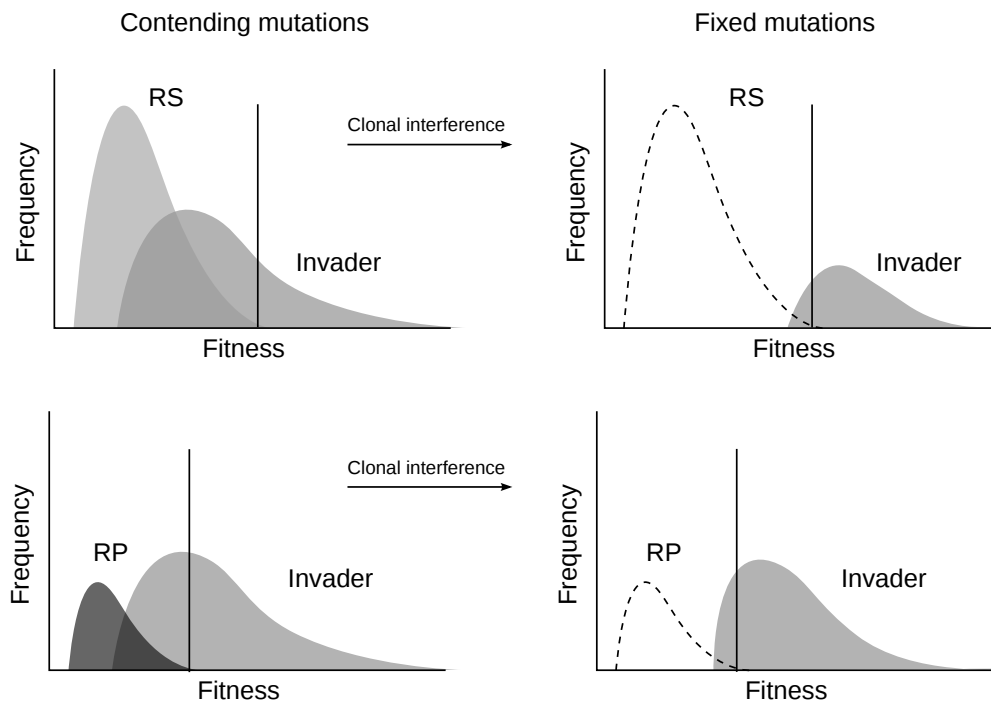 Contending mutations
Fixed mutations
RS
Clonal interference
Frequency
Invader
Fitness
RS
Frequency
Invader
Fitness
RP
Clonal interference
Frequency
Invader
Fitness
RP
Frequency
Invader
Fitness